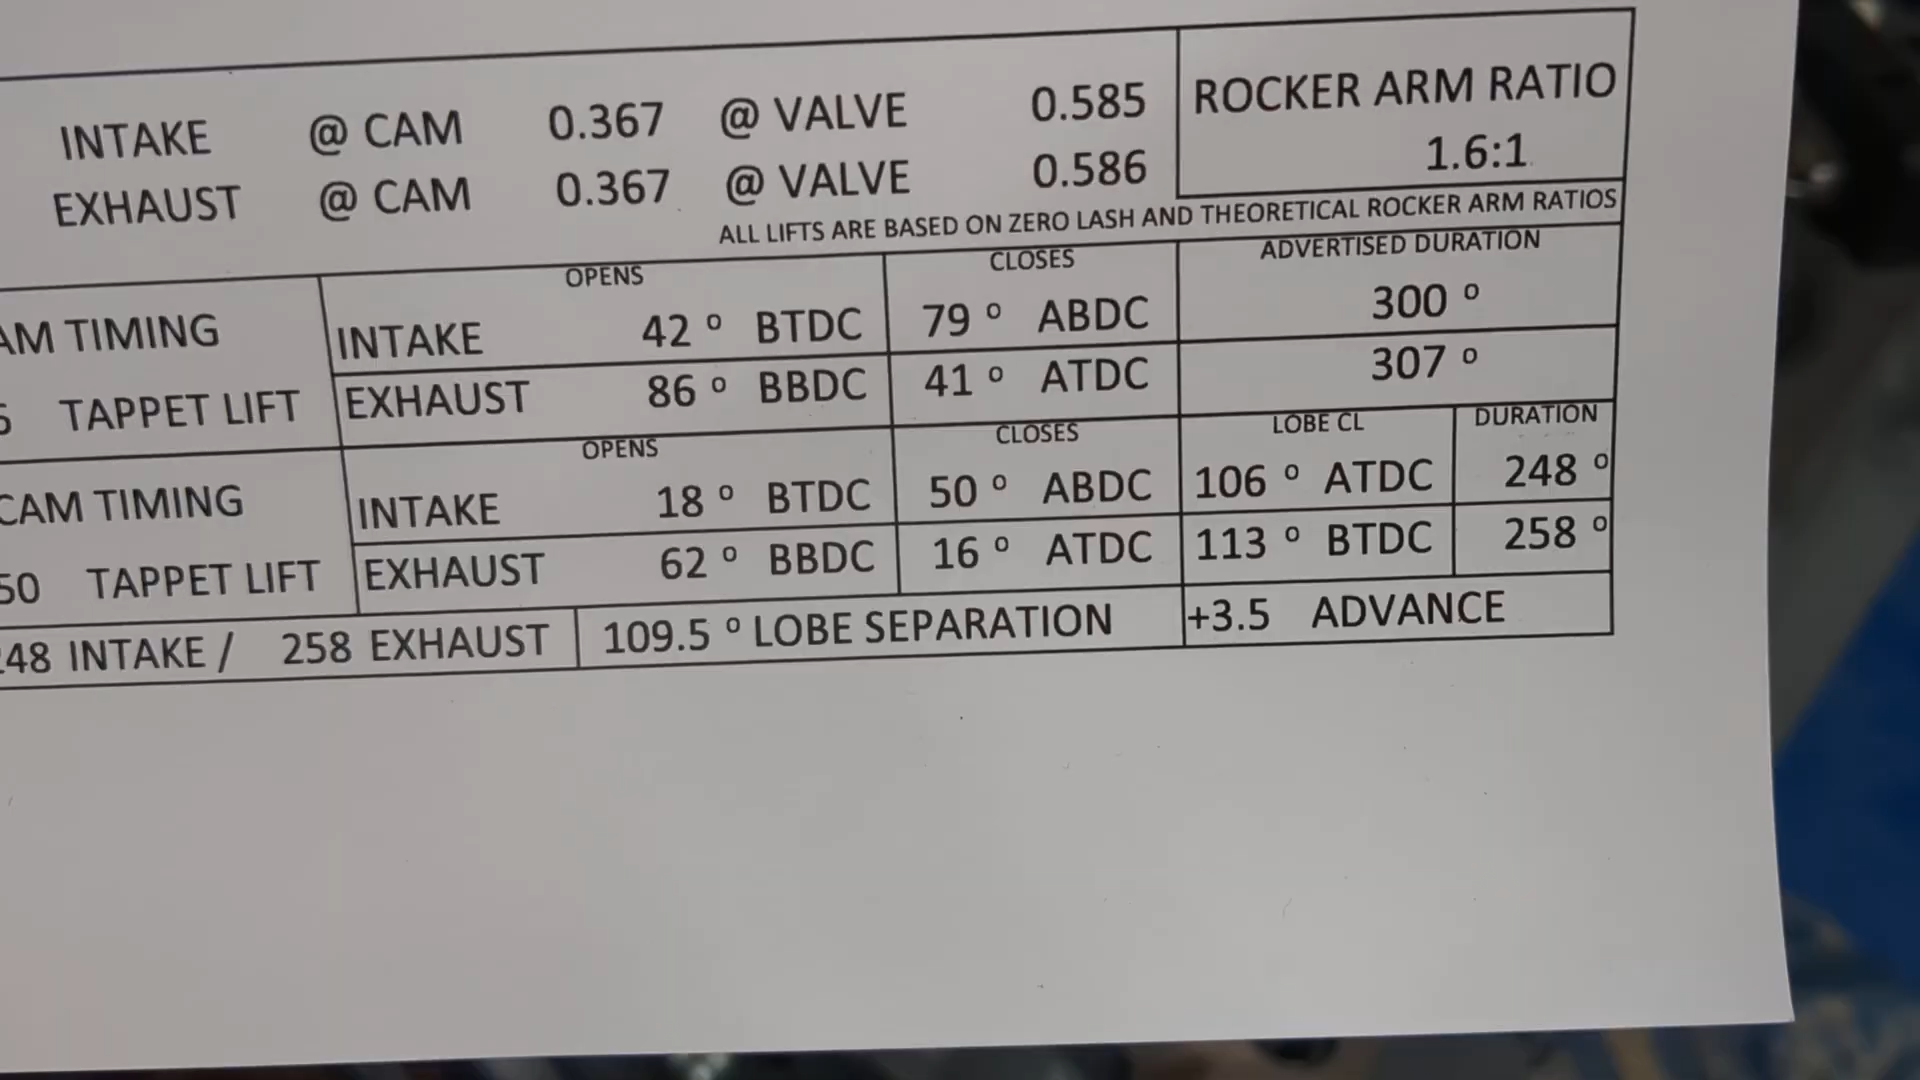 ROCKER ARM RATIO
INTAKE @ CAM 0.367 @ VALVE 0.585
1.6:1
EXHAUST @ CAM 0.367 @ VALVE 0.586
ALL LIFTS ARE BASED ON ZERO LASH AND THEORETICAL ROCKER ARM RATIOS
OPENS CLOSES ADVERTISED DURATION
TIMING INTAKE 42 º BTDC 79 º ABDC 300 º
TAPPET LIFT EXHAUST 86 º BBDC 41 º ATDC 307 º
OPENS CLOSES LOBE CL DURATION
CAM TIMING INTAKE 18 º BTDC 50 º ABDC 106 º ATDC 248 º
50 TAPPET LIFT EXHAUST 62 º BBDC 16 º ATDC 113 º BTDC 258 º
248 INTAKE / 258 EXHAUST 109.5 º LOBE SEPARATION +3.5 ADVANCE